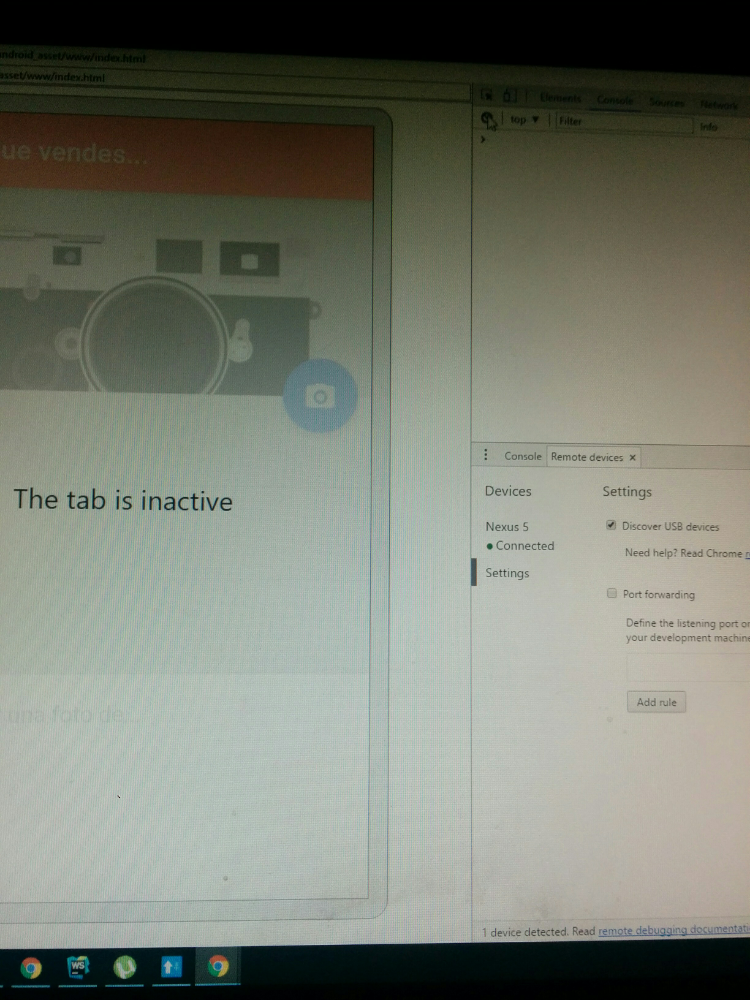 android_asset/www/index.html
asset/www/index.html
Elements Console Sources Network
top ▼ Filter Info
ue vendes...
The tab is inactive
una foto de
Console Remote devices ×
Devices
Settings
Nexus 5
Connected
Settings
Discover USB devices
Need help? Read Chrome
Port forwarding
Define the listening port
your development machine
Add rule
1 device detected. Read remote debugging documentati
WS